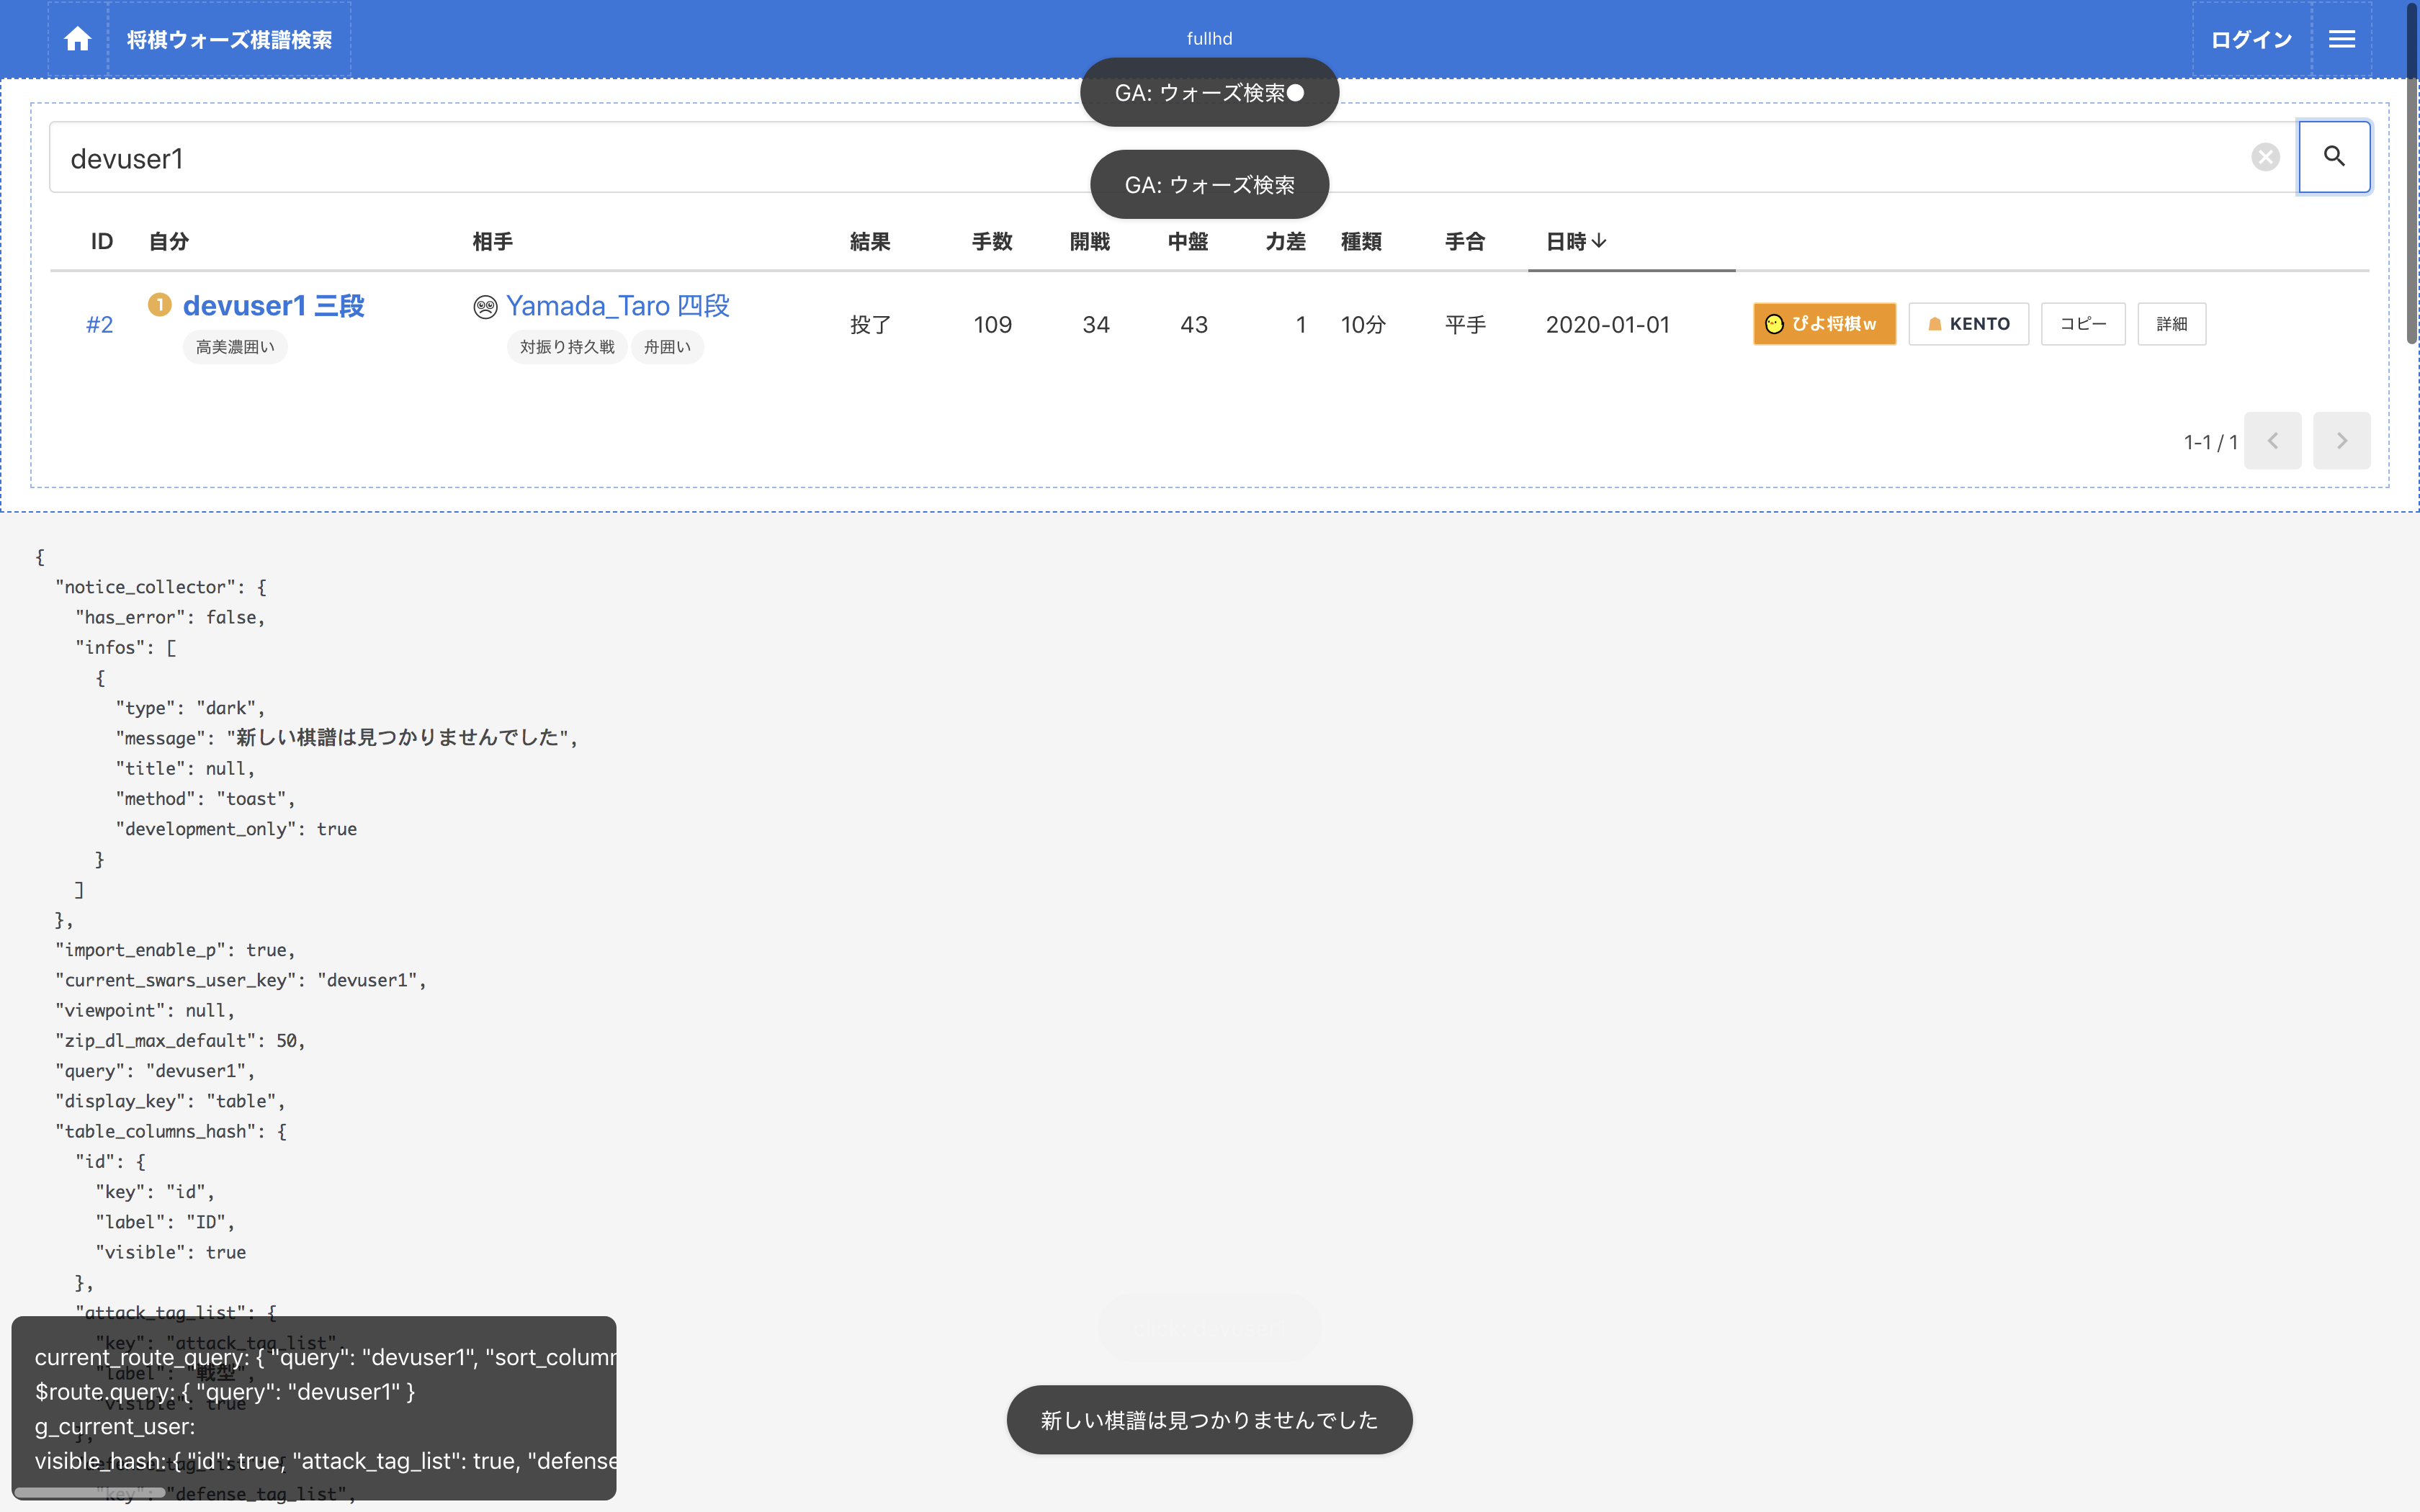 将棋ウォーズ棋譜検索
fullhd
ログイン
GA: ウォーズ検索●
devuser1
GA: ウォーズ検索
ID 自分 相手 結果 手数 開戦 中盤 力差 種類 手合 日時↓
#2 1 devuser1 三段 Yamada_Taro 四段 投了 109 34 43 1 10分 平手 2020-01-01 ぴよ将棋w KENTO コピー 詳細
高美濃囲い 対振り持久戦 舟囲い
1-1 / 1
{
"notice_collector": {
"has_error": false,
"infos": [
{
"type": "dark",
"message": "新しい棋譜は見つかりませんでした",
"title": null,
"method": "toast",
"development_only": true
}
]
},
"import_enable_p": true,
"current_swars_user_key": "devuser1",
"viewpoint": null,
"zip_dl_max_default": 50,
"query": "devuser1",
"display_key": "table",
"table_columns_hash": {
"id": {
"key": "id",
"label": "ID",
"visible": true
},
"attack_tag_list": {
"key": "attack_tag_list",
current_route_query: { "query": "devuser1", "sort_column
"label": "戦型",
$route.query: { "query": "devuser1" }
"visible": true
g_current_user:
},
visible_hash: { "id": true, "attack_tag_list": true, "defense
"key": "defense_tag_list",
新しい棋譜は見つかりませんでした